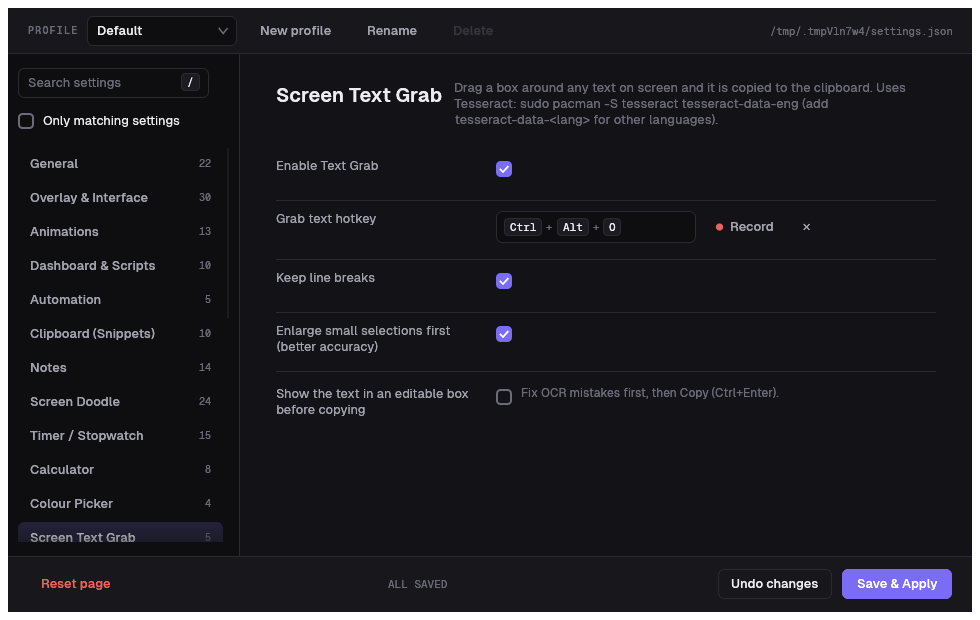 PROFILE Default New profile Rename Delete /tmp/.tmpVln7w4/settings.json
Search settings /
Only matching settings
General 22
Overlay & Interface 30
Animations 13
Dashboard & Scripts 10
Automation 5
Clipboard (Snippets) 10
Notes 14
Screen Doodle 24
Timer / Stopwatch 15
Calculator 8
Colour Picker 4
Screen Text Grab 5
Screen Text Grab
Drag a box around any text on screen and it is copied to the clipboard. Uses
Tesseract: sudo pacman -S tesseract tesseract-data-eng (add
tesseract-data-<lang> for other languages).
Enable Text Grab
Grab text hotkey Ctrl + Alt + O Record ×
Keep line breaks
Enlarge small selections first
(better accuracy)
Show the text in an editable box
before copying
Fix OCR mistakes first, then Copy (Ctrl+Enter).
Reset page ALL SAVED Undo changes Save & Apply